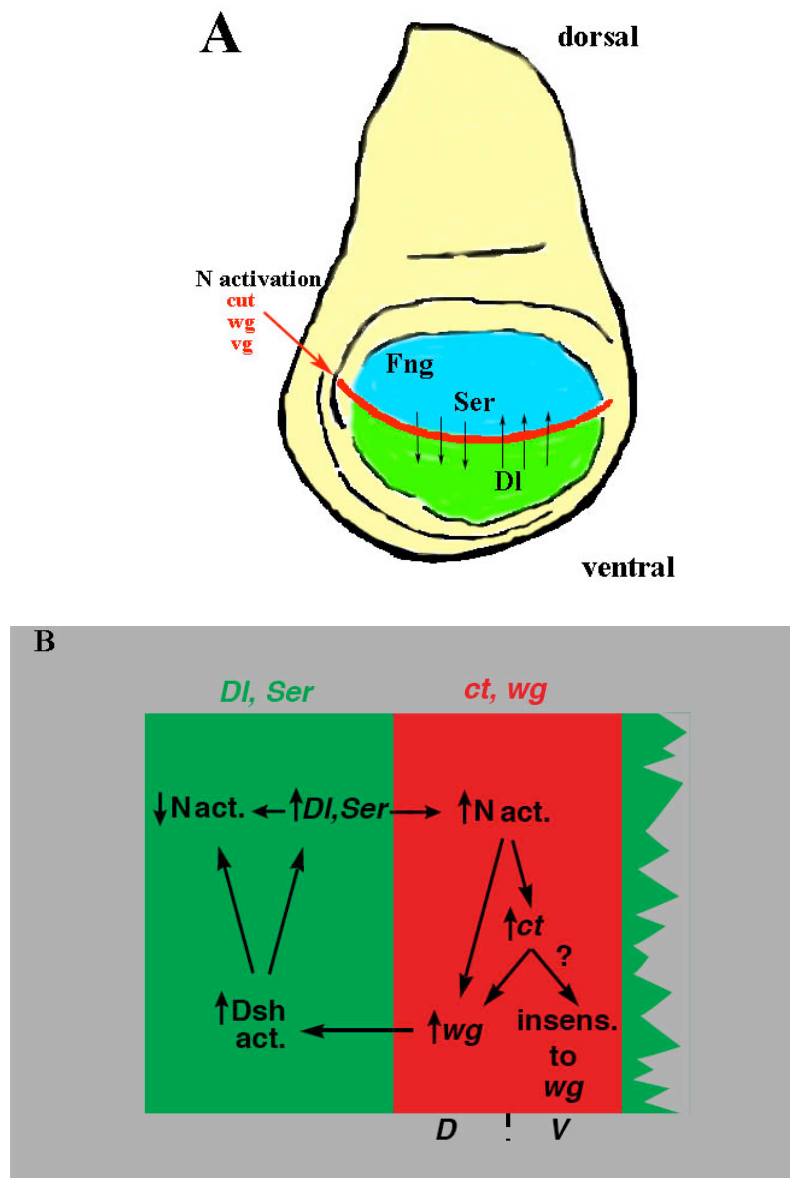 A
dorsal
N activation
cut
wg
vg
Fng
Ser
Dl
ventral
B
Dl, Ser
ct, wg
↓N act. ← ↑Dl,Ser → ↑N act.
↑ct
?
↑Dsh
act.
↑wg
insens.
to
wg
D
V